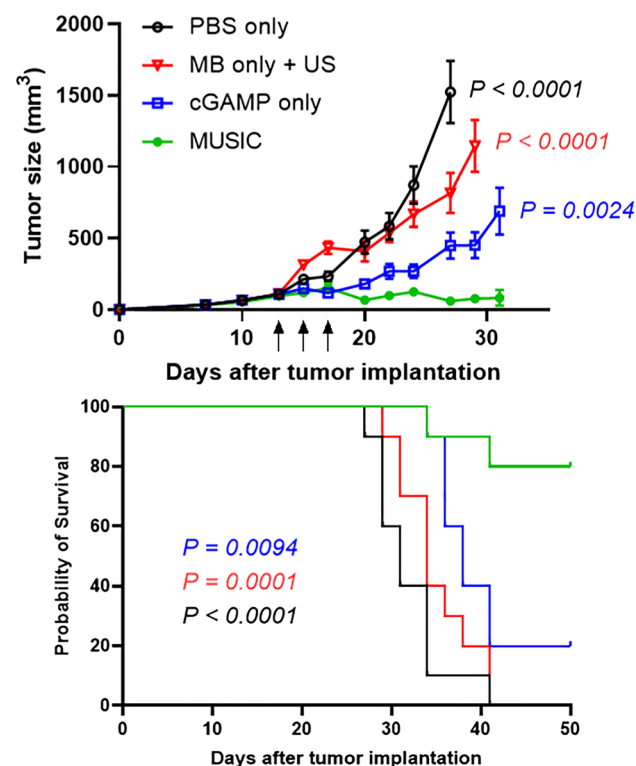 2000
1500
1000
500
0
Tumor size (mm³)
PBS only
MB only + US
cGAMP only
MUSIC
P < 0.0001
P < 0.0001
P = 0.0024
0 10 20 30
Days after tumor implantation
100
80
60
40
20
0
Probability of Survival
P = 0.0094
P = 0.0001
P < 0.0001
0 10 20 30 40 50
Days after tumor implantation